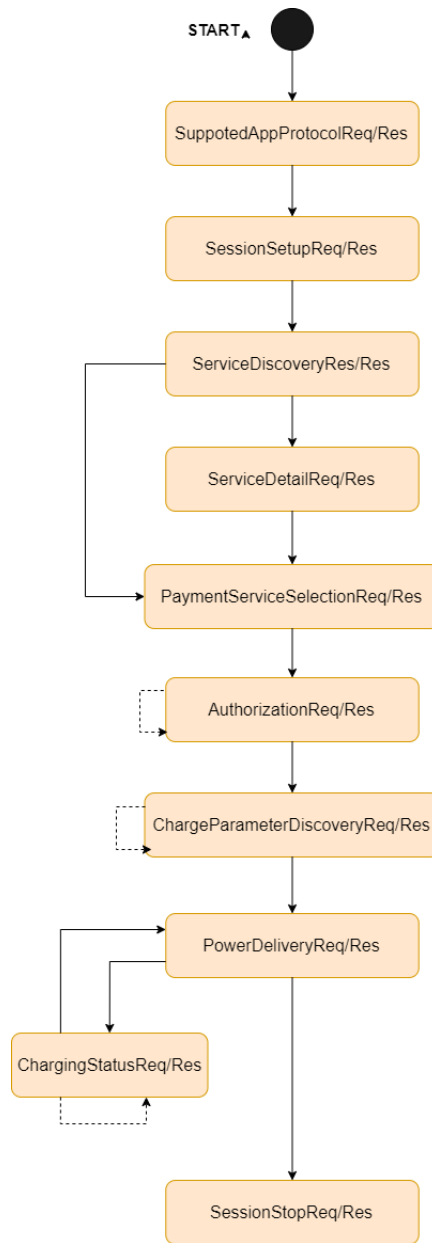 START
SuppotedAppProtocolReq/Res
SessionSetupReq/Res
ServiceDiscoveryRes/Res
ServiceDetailReq/Res
PaymentServiceSelectionReq/Res
AuthorizationReq/Res
ChargeParameterDiscoveryReq/Res
PowerDeliveryReq/Res
ChargingStatusReq/Res
SessionStopReq/Res